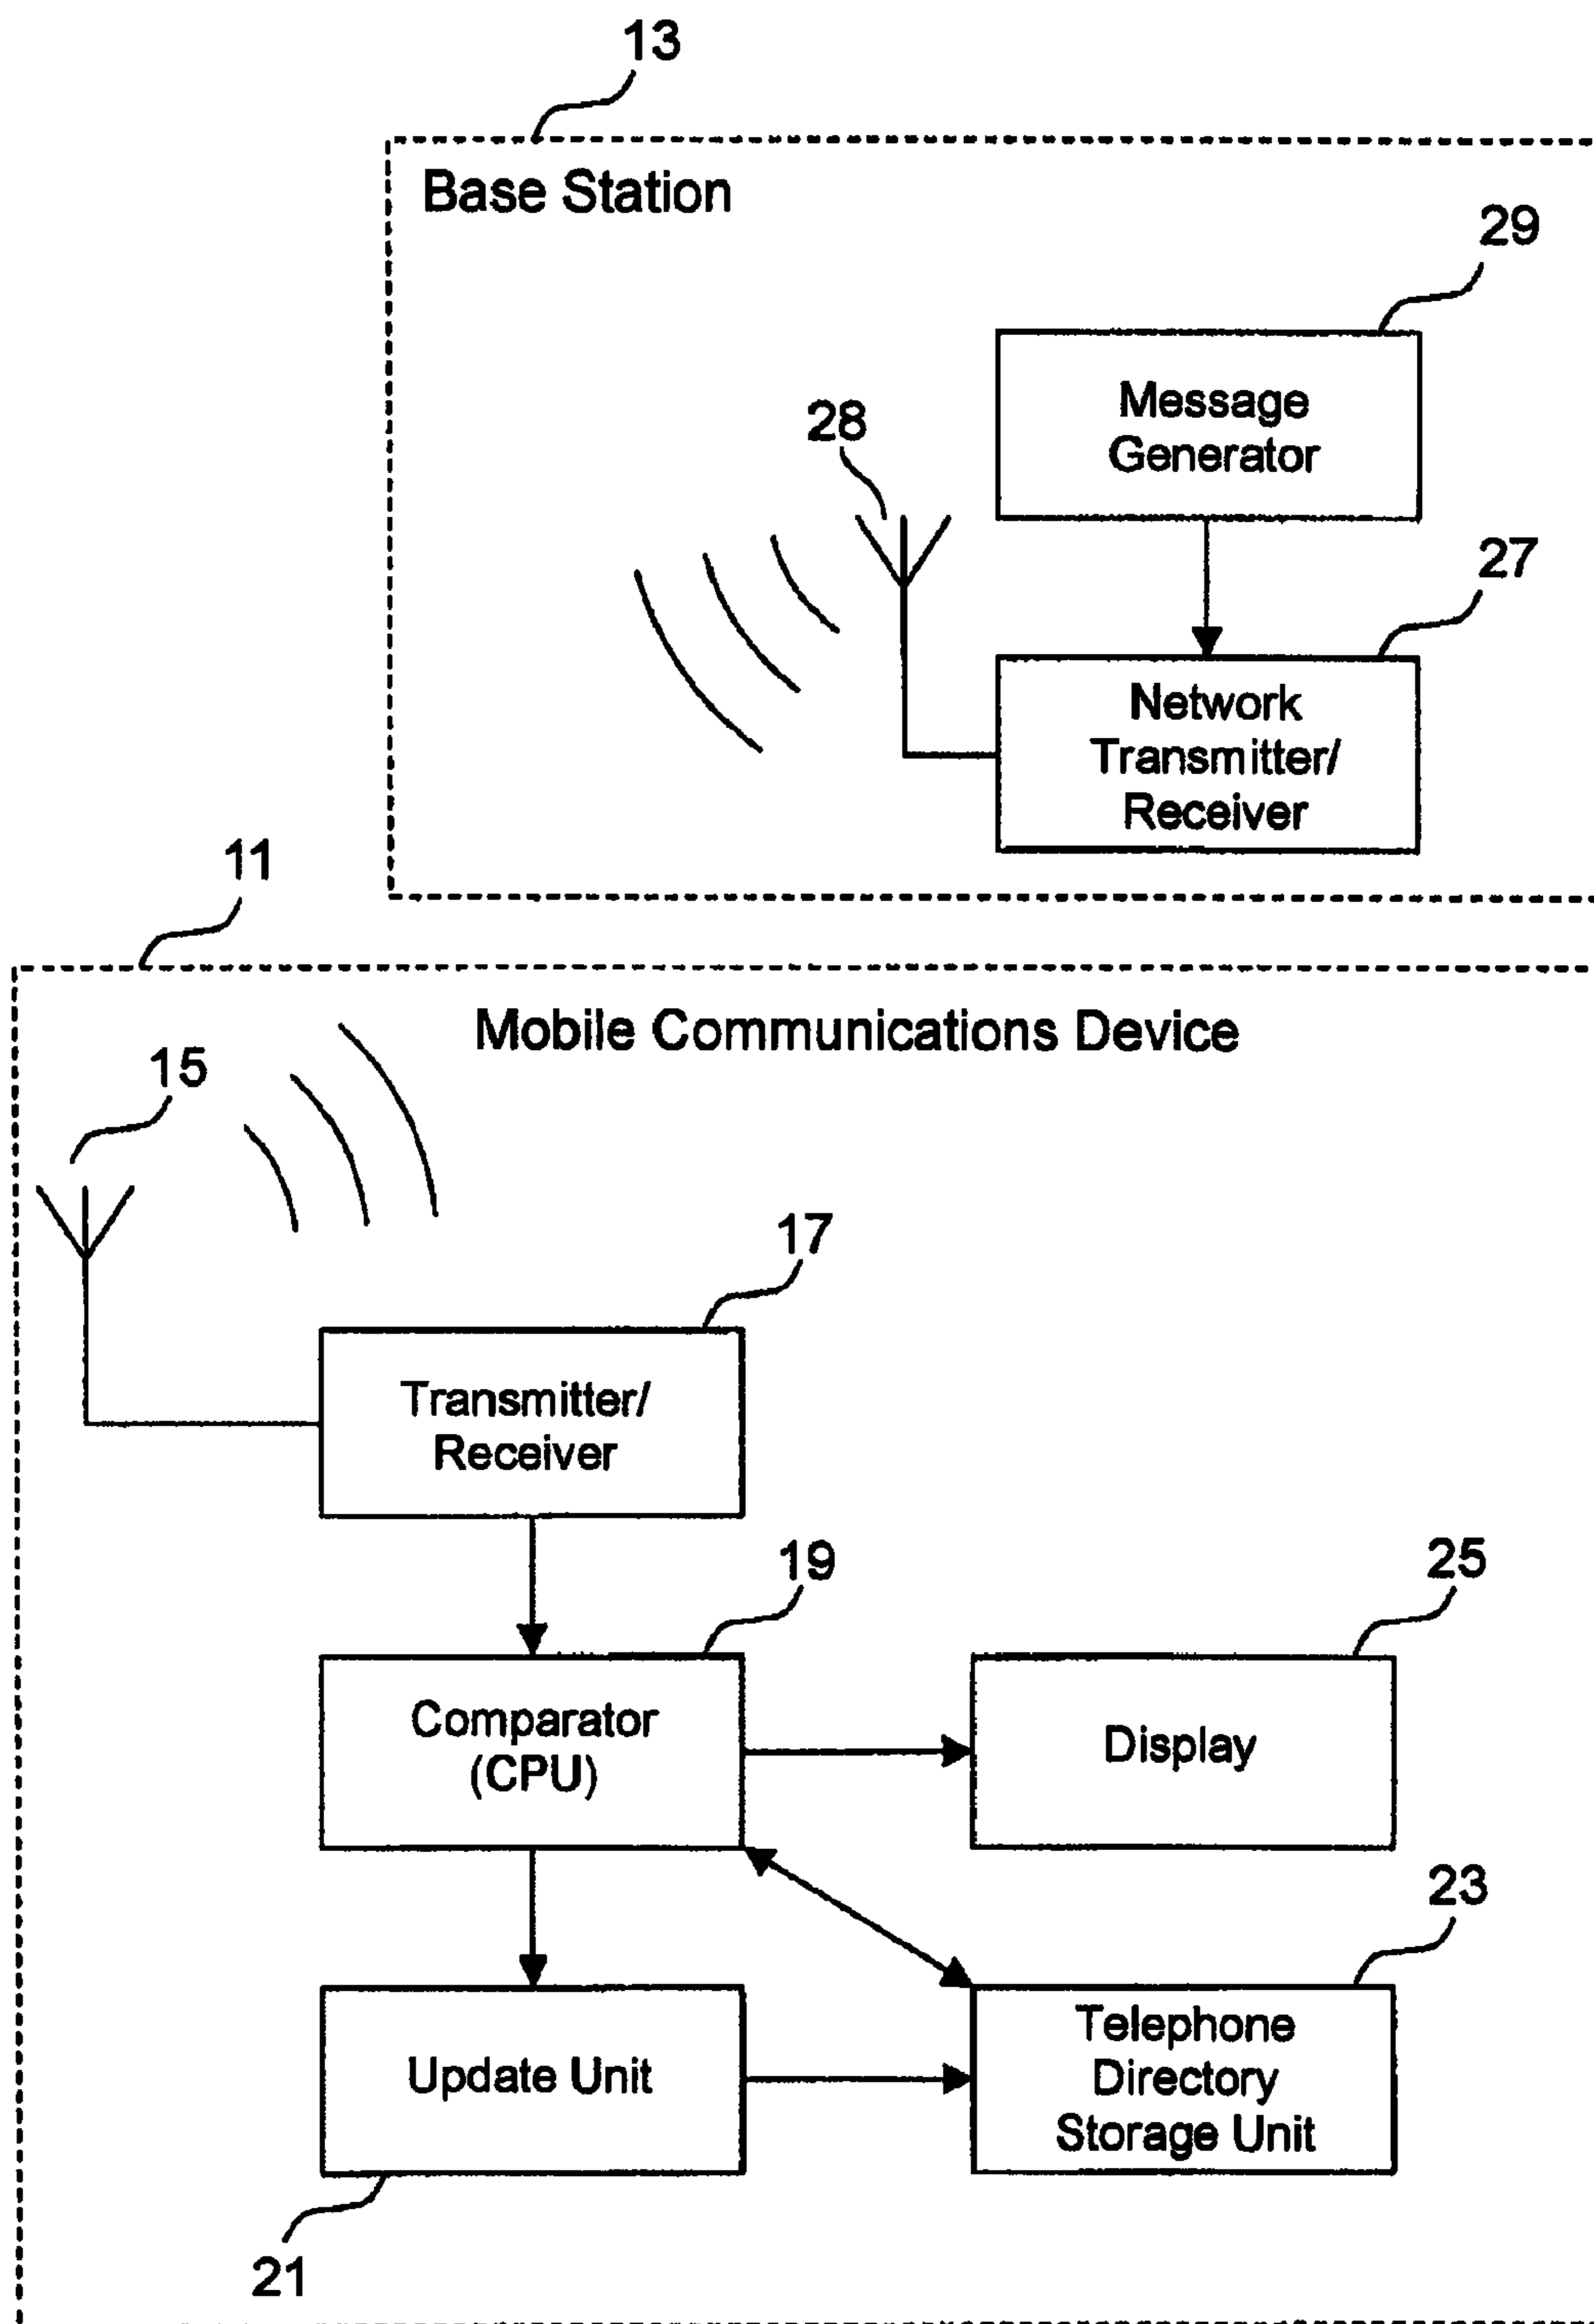 13
Base Station
29
Message
Generator
28
27
Network
Transmitter/
Receiver
11
Mobile Communications Device
15
17
Transmitter/
Receiver
19
25
Comparator
(CPU)
Display
23
Update Unit
Telephone
Directory
Storage Unit
21